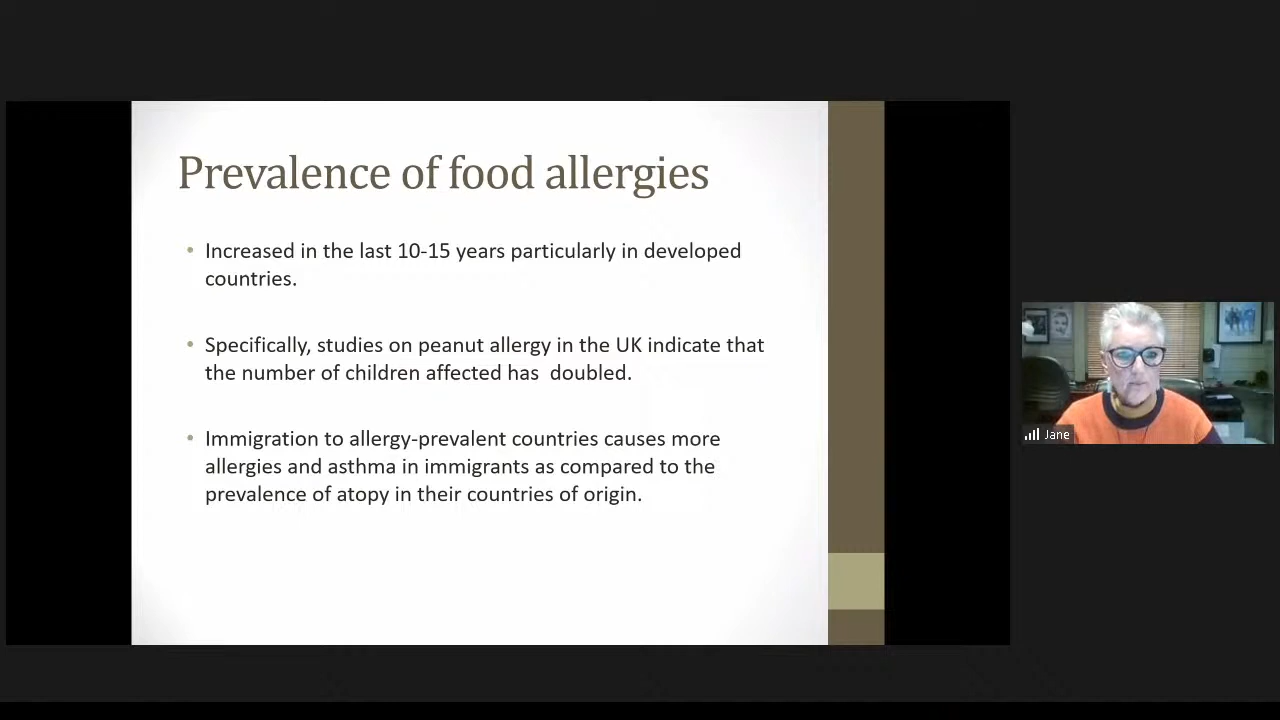 Prevalence of food allergies
• Increased in the last 10-15 years particularly in developed
countries.
• Specifically, studies on peanut allergy in the UK indicate that
the number of children affected has  doubled.
• Immigration to allergy-prevalent countries causes more
allergies and asthma in immigrants as compared to the
prevalence of atopy in their countries of origin.
Jane